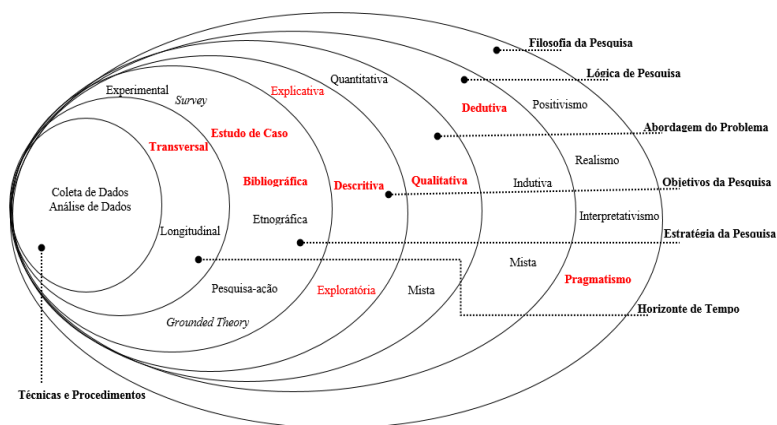 Filosofia da Pesquisa
Lógica de Pesquisa
Quantitativa
Experimental
Explicativa
Survey
Dedutiva
Positivismo
Abordagem do Problema
Estudo de Caso
Transversal
Realismo
Bibliográfica
Descritiva
Qualitativa
Indutiva
Objetivos da Pesquisa
Coleta de Dados
Análise de Dados
Etnográfica
Interpretativismo
Longitudinal
Estratégia da Pesquisa
Mista
Pragmatismo
Pesquisa-ação
Exploratória
Mista
Horizonte de Tempo
Grounded Theory
Técnicas e Procedimentos